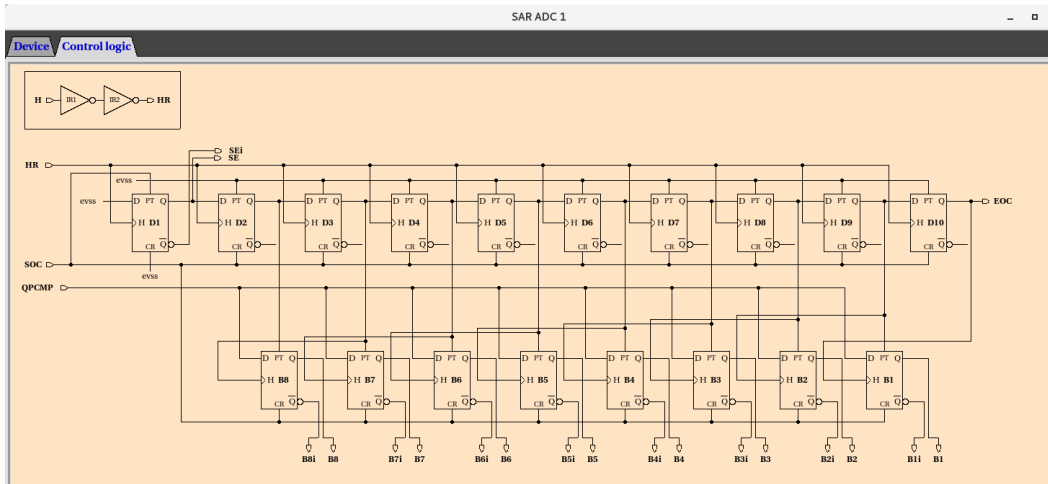 SAR ADC 1
Device Control logic
H IR1 IR2 HR
SEi
SE
HR
evss
evss D PT Q D PT Q D PT Q D PT Q D PT Q D PT Q D PT Q D PT Q D PT Q D PT Q EOC
H D1 H D2 H D3 H D4 H D5 H D6 H D7 H D8 H D9 H D10
CR Q̅ CR Q̅ CR Q̅ CR Q̅ CR Q̅ CR Q̅ CR Q̅ CR Q̅ CR Q̅ CR Q̅
SOC
evss
QPCMP
D PT Q D PT Q D PT Q D PT Q D PT Q D PT Q D PT Q D PT Q
H B8 H B7 H B6 H B5 H B4 H B3 H B2 H B1
CR Q̅ CR Q̅ CR Q̅ CR Q̅ CR Q̅ CR Q̅ CR Q̅ CR Q̅
B8i B8 B7i B7 B6i B6 B5i B5 B4i B4 B3i B3 B2i B2 B1i B1